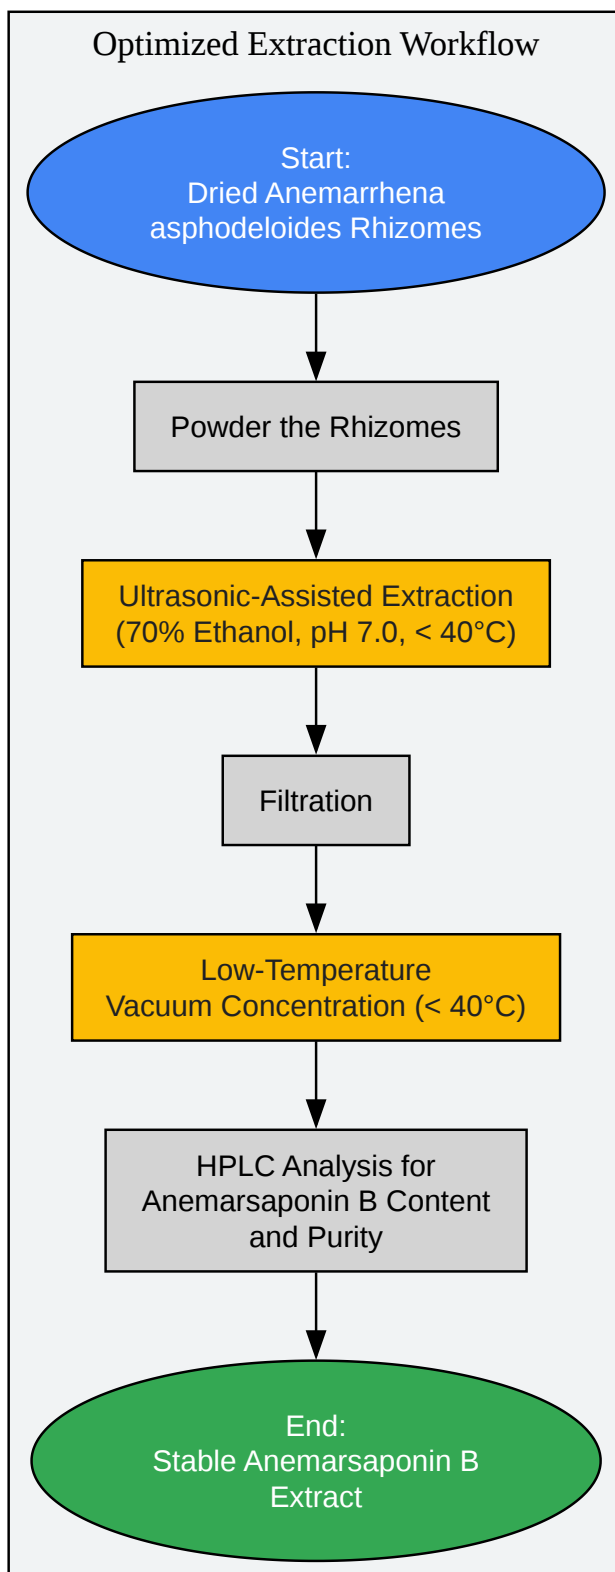 Optimized Extraction Workflow
Start:
Dried Anemarrhena
asphodeloides Rhizomes
Powder the Rhizomes
Ultrasonic-Assisted Extraction
(70% Ethanol, pH 7.0, < 40°C)
Filtration
Low-Temperature
Vacuum Concentration (< 40°C)
HPLC Analysis for
Anemarsaponin B Content
and Purity
End:
Stable Anemarsaponin B
Extract